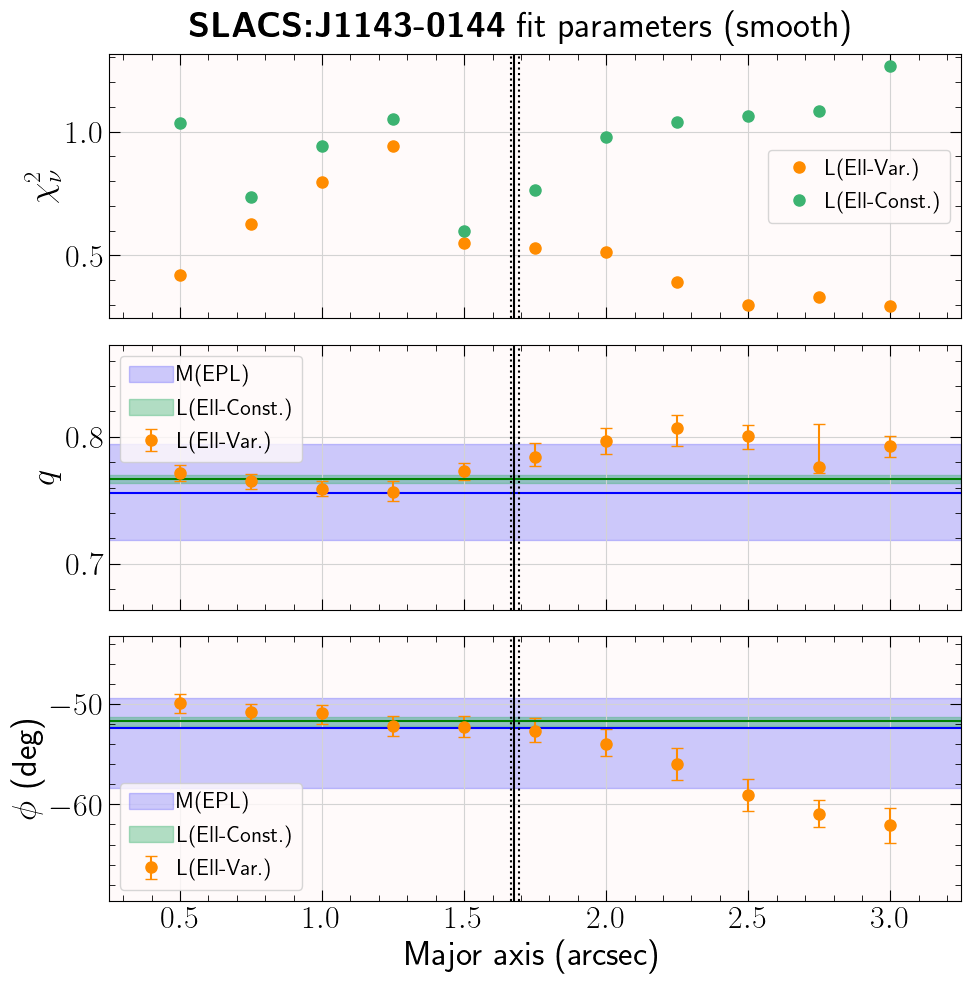 SLACS:J1143-0144 fit parameters (smooth)
1.0
0.5
χ²ᵥ
L(Ell-Var.)
L(Ell-Const.)
M(EPL)
L(Ell-Const.)
L(Ell-Var.)
0.8
0.7
q
−50
−60
ϕ (deg)
M(EPL)
L(Ell-Const.)
L(Ell-Var.)
0.5 1.0 1.5 2.0 2.5 3.0
Major axis (arcsec)